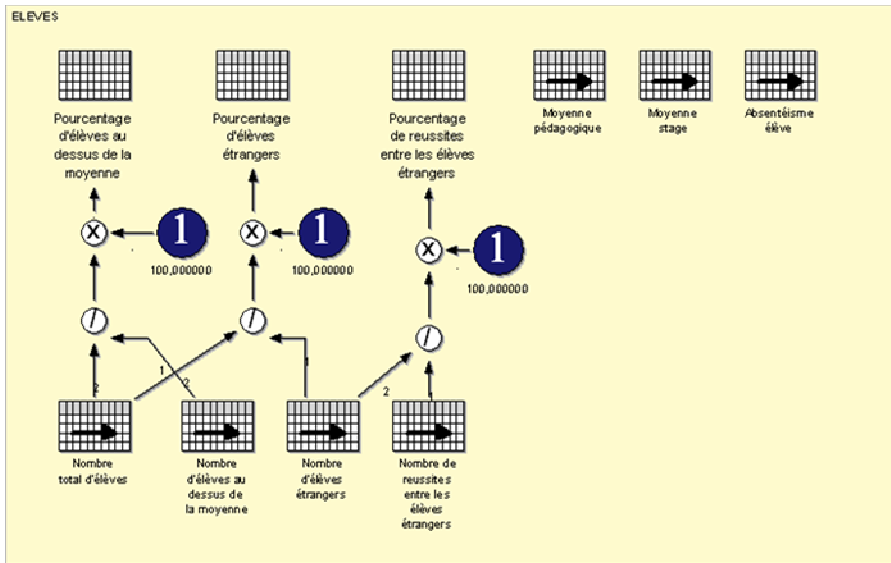 ELEVES
Pourcentage
d'élèves au
dessus de la
moyenne
Pourcentage
d'élèves
étrangers
Pourcentage
de reussites
entre les élèves
étrangers
Moyenne
pédagogique
Moyenne
stage
Absentéisme
élève
X
1
100,000000
X
1
100,000000
X
1
100,000000
/
/
/
2
1
2
1
2
1
Nombre
total d'élèves
Nombre
d'élèves au
dessus de
la moyenne
Nombre
d'élèves
étrangers
Nombre de
reussites
entre les
élèves
étrangers